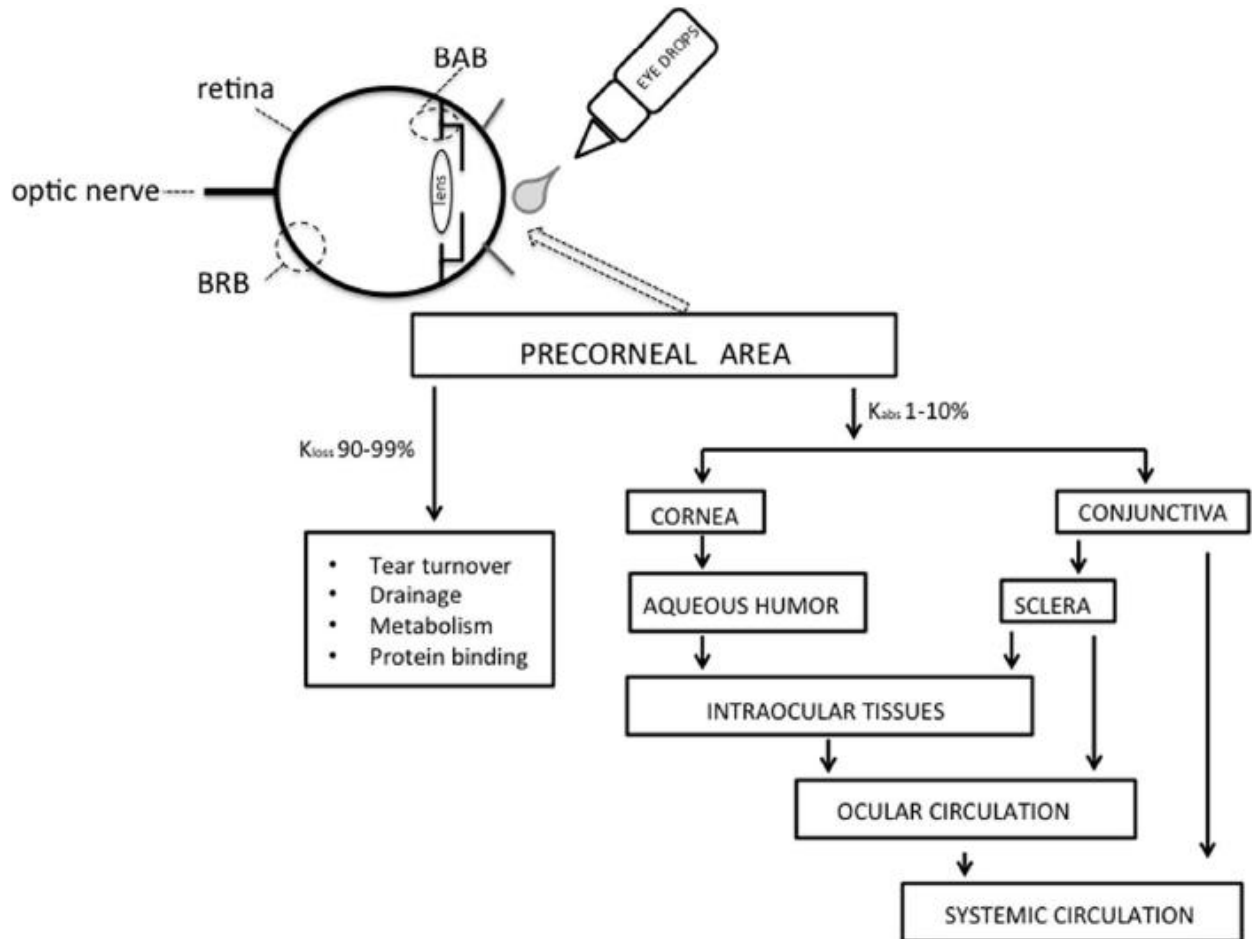 BAB
EYE DROPS
retina
optic nerve
lens
BRB
PRECORNEAL AREA
Kloss 90-99%
Kabs 1-10%
CORNEA
CONJUNCTIVA
• Tear turnover
• Drainage
• Metabolism
• Protein binding
AQUEOUS HUMOR
SCLERA
INTRAOCULAR TISSUES
OCULAR CIRCULATION
SYSTEMIC CIRCULATION